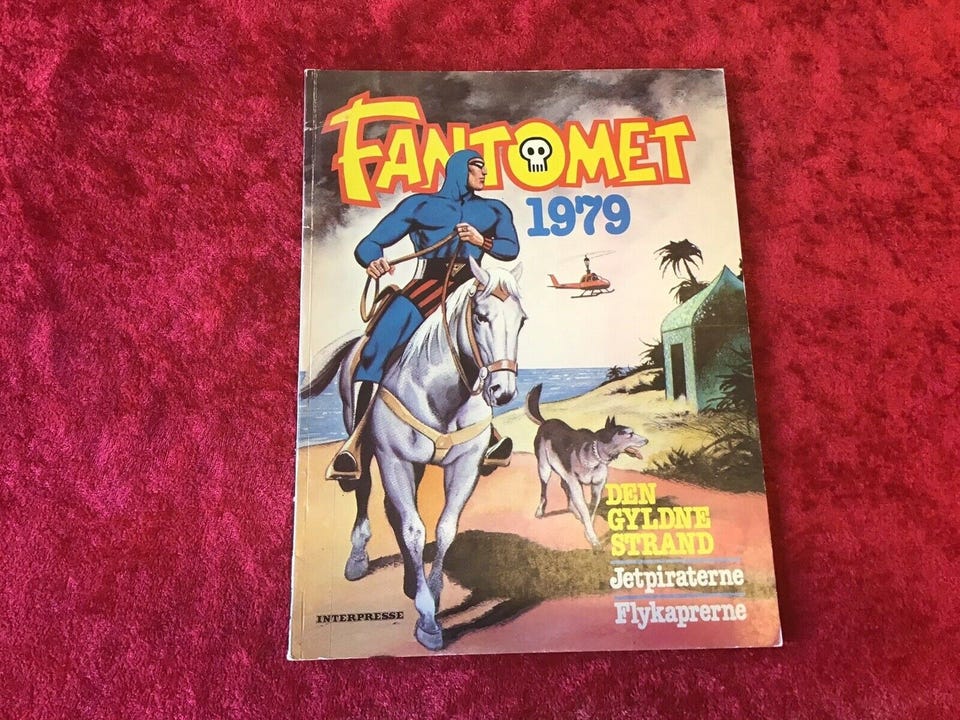 FANTOMET
1979
DEN
GYLDNE
STRAND
Jetpiraterne
Flykaprerne
INTERPRESSE